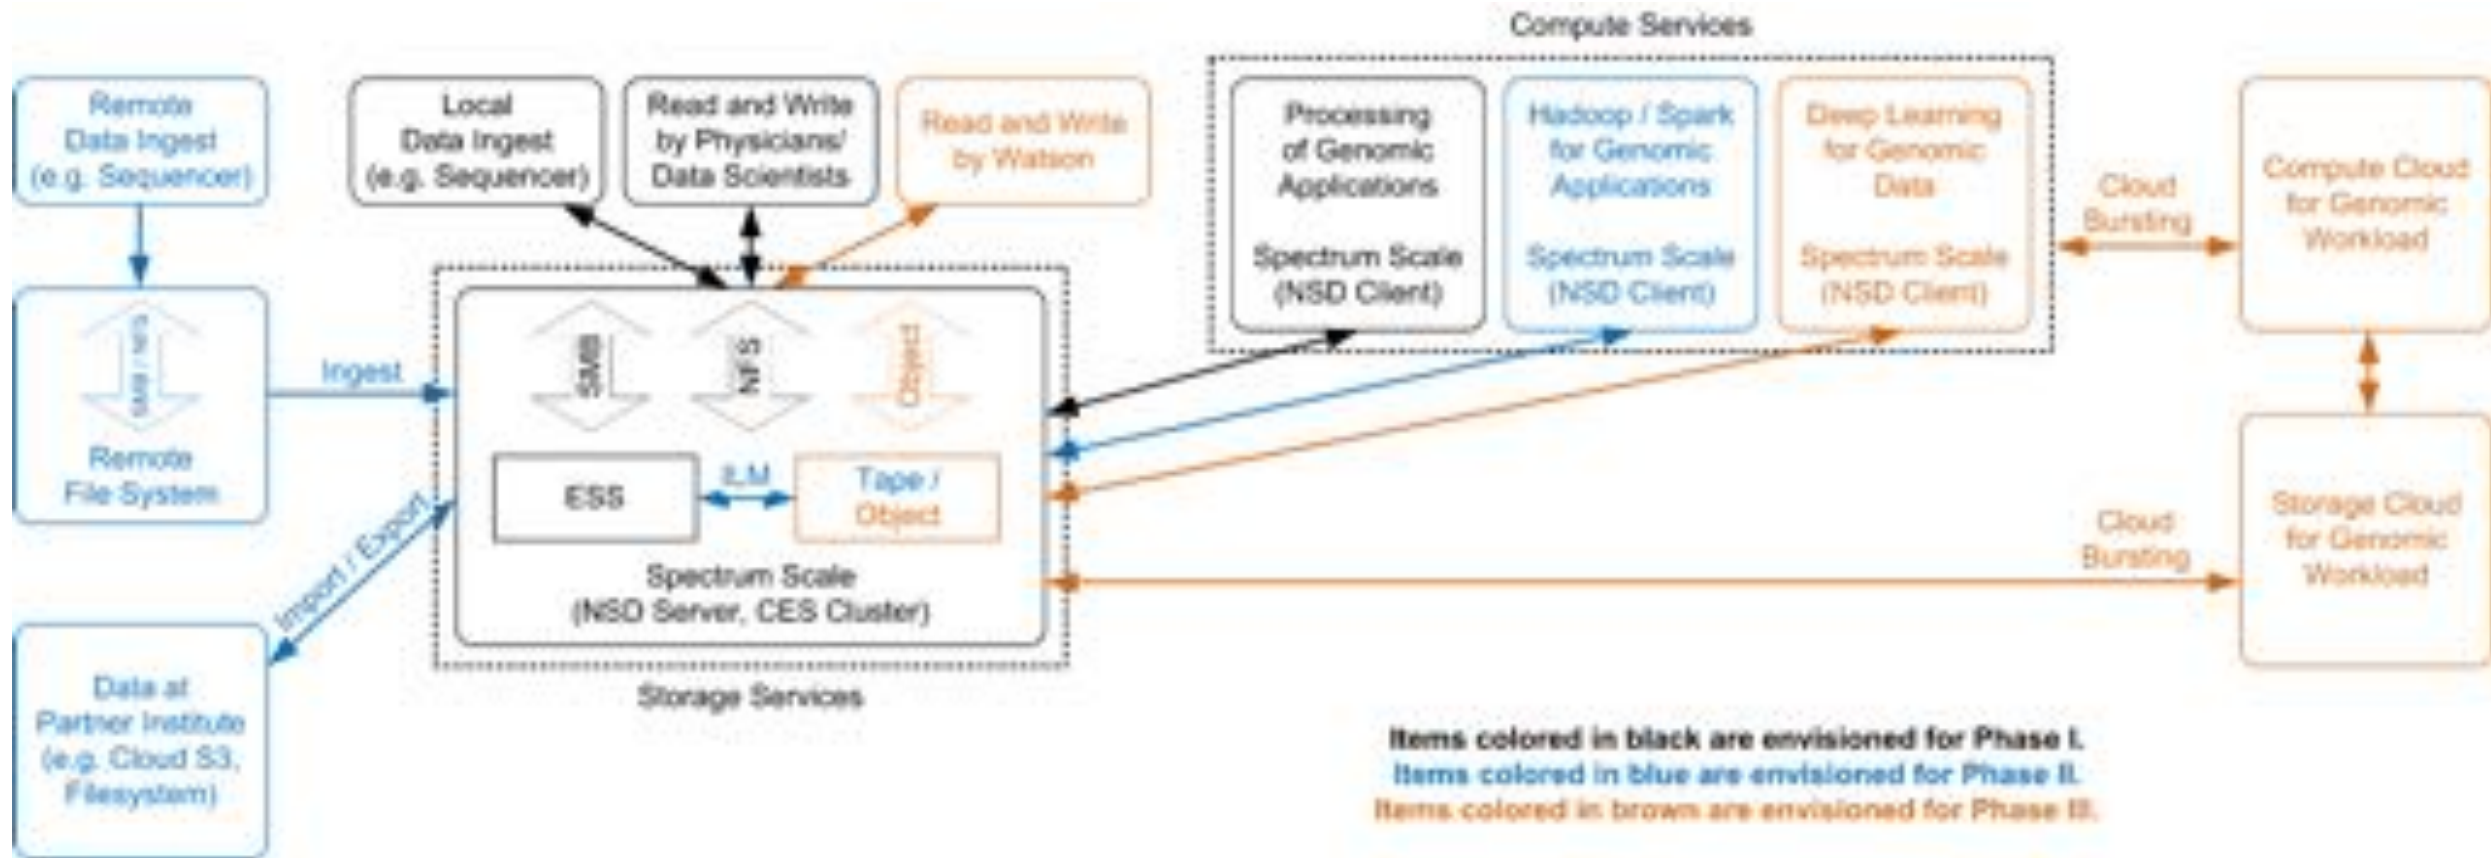 Compute Services
Remote
Data Ingest
(e.g. Sequencer)
Local
Data Ingest
(e.g. Sequencer)
Read and Write
by Physicians/
Data Scientists
Read and Write
by Watson
Processing
of Genomic
Applications
Spectrum Scale
(NSD Client)
Hadoop / Spark
for Genomic
Applications
Spectrum Scale
(NSD Client)
Deep Learning
for Genomic
Data
Spectrum Scale
(NSD Client)
Cloud
Bursting
Compute Cloud
for Genomic
Workload
SMB / NFS
Remote
File System
Ingest
SMB
NFS
Object
ESS
ILM
Tape /
Object
Spectrum Scale
(NSD Server, CES Cluster)
Storage Services
Import / Export
Data at
Partner Institute
(e.g. Cloud S3,
Filesystem)
Cloud
Bursting
Storage Cloud
for Genomic
Workload
Items colored in black are envisioned for Phase I.
Items colored in blue are envisioned for Phase II.
Items colored in brown are envisioned for Phase III.